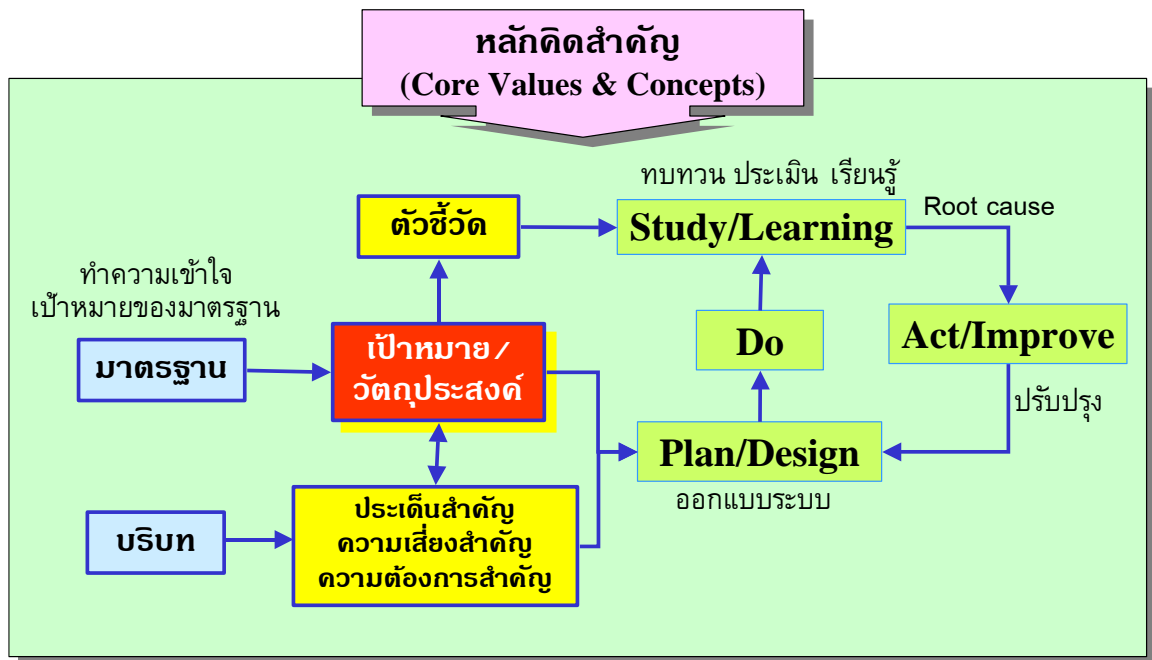 หลักคิดสำคัญ
(Core Values & Concepts)
ทบทวน ประเมิน เรียนรู้
ตัวชี้วัด
Study/Learning
Root cause
ทำความเข้าใจ
เป้าหมายของมาตรฐาน
มาตรฐาน
เป้าหมาย/
วัตถุประสงค์
Do
Act/Improve
ปรับปรุง
Plan/Design
ออกแบบระบบ
บริบท
ประเด็นสำคัญ
ความเสี่ยงสำคัญ
ความต้องการสำคัญ